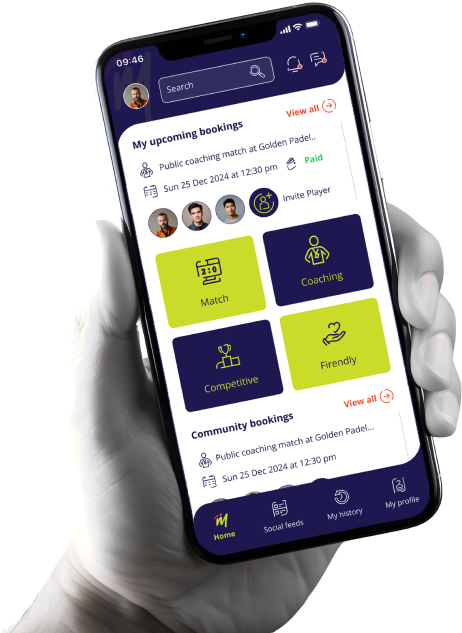 09:46
Search
My upcoming bookings
View all
Public coaching match at Golden Padel..
Sun 25 Dec 2024 at 12:30 pm
Paid
Invite Player
2:0
Match
Coaching
Competitive
Firendly
Community bookings
View all
Public coaching match at Golden Padel...
Sun 25 Dec 2024 at 12:30 pm
Home
Social feeds
My history
My profile